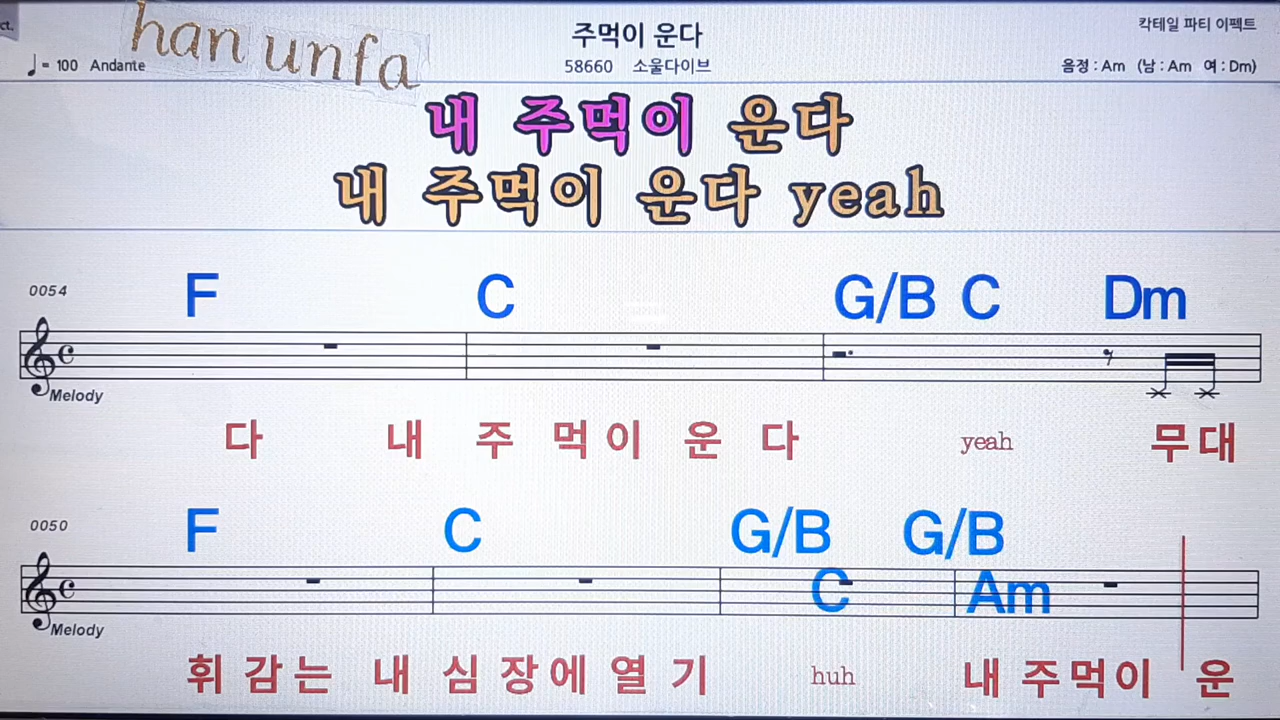 ct.
han unfa
주먹이 운다
칵테일 파티 이펙트
♩= 100 Andante
58660 소울다이브
음정 : Am (남 : Am 여 : Dm)
내 주먹이 운다
내 주먹이 운다 yeah
0054
F C G/B C Dm
Melody
다 내 주 먹 이 운 다 yeah 무 대
0050
F C G/B G/B
C Am
Melody
휘 감 는 내 심 장 에 열 기 huh 내 주 먹 이 운